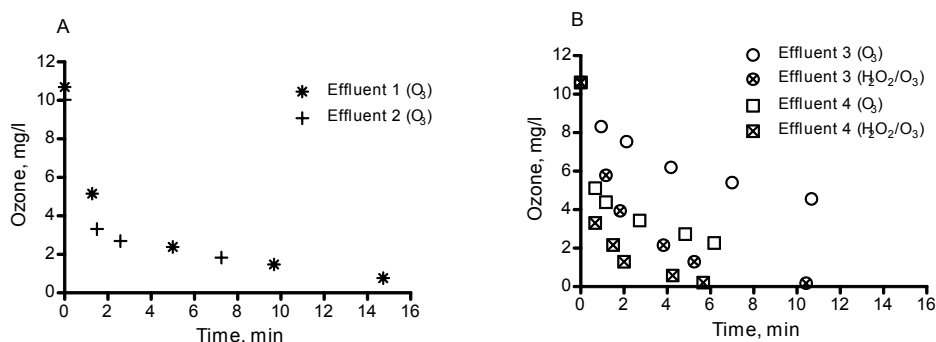 A
12
10
8
6
4
2
0
Ozone, mg/l
0 2 4 6 8 10 12 14 16
Time, min
Effluent 1 (O3)
Effluent 2 (O3)
B
12
10
8
6
4
2
0
Ozone, mg/l
0 2 4 6 8 10 12 14 16
Time, min
Effluent 3 (O3)
Effluent 3 (H2O2/O3)
Effluent 4 (O3)
Effluent 4 (H2O2/O3)